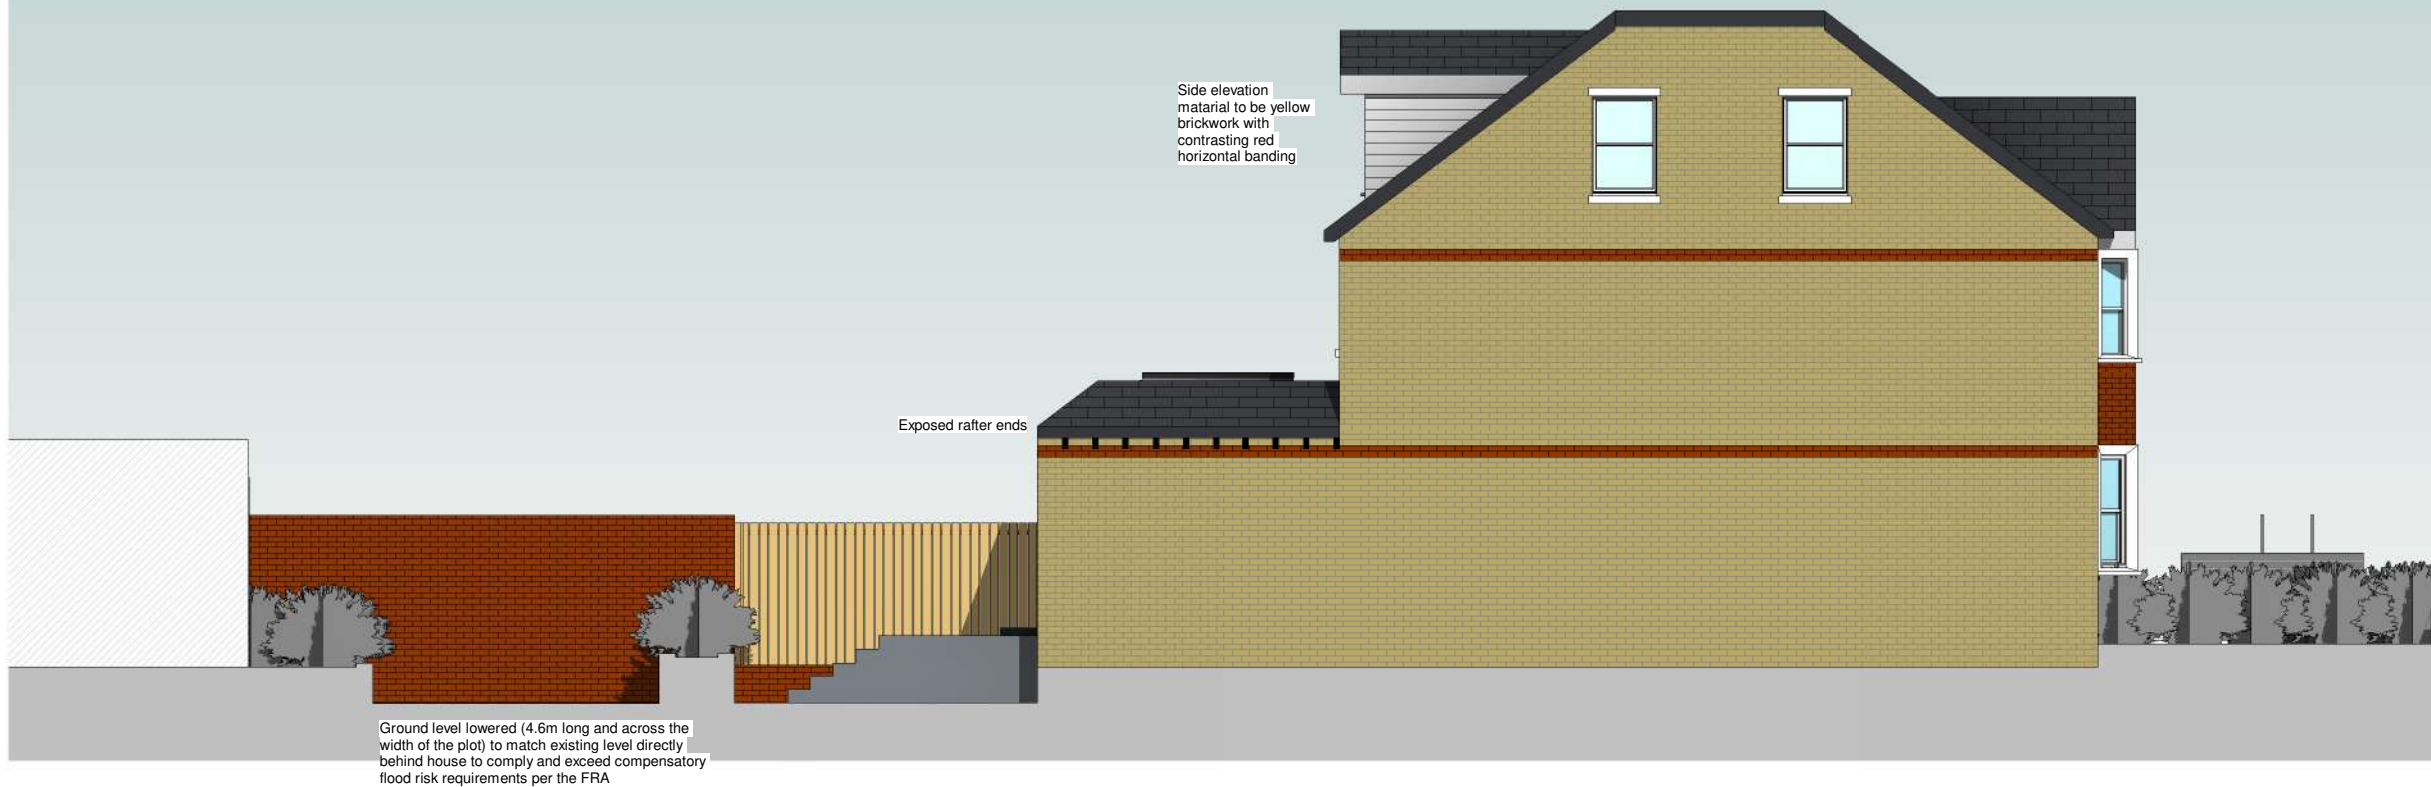 Side elevation
matarial to be yellow
brickwork with
contrasting red
horizontal banding
Exposed rafter ends
Ground level lowered (4.6m long and across the
width of the plot) to match existing level directly
behind house to comply and exceed compensatory
flood risk requirements per the FRA